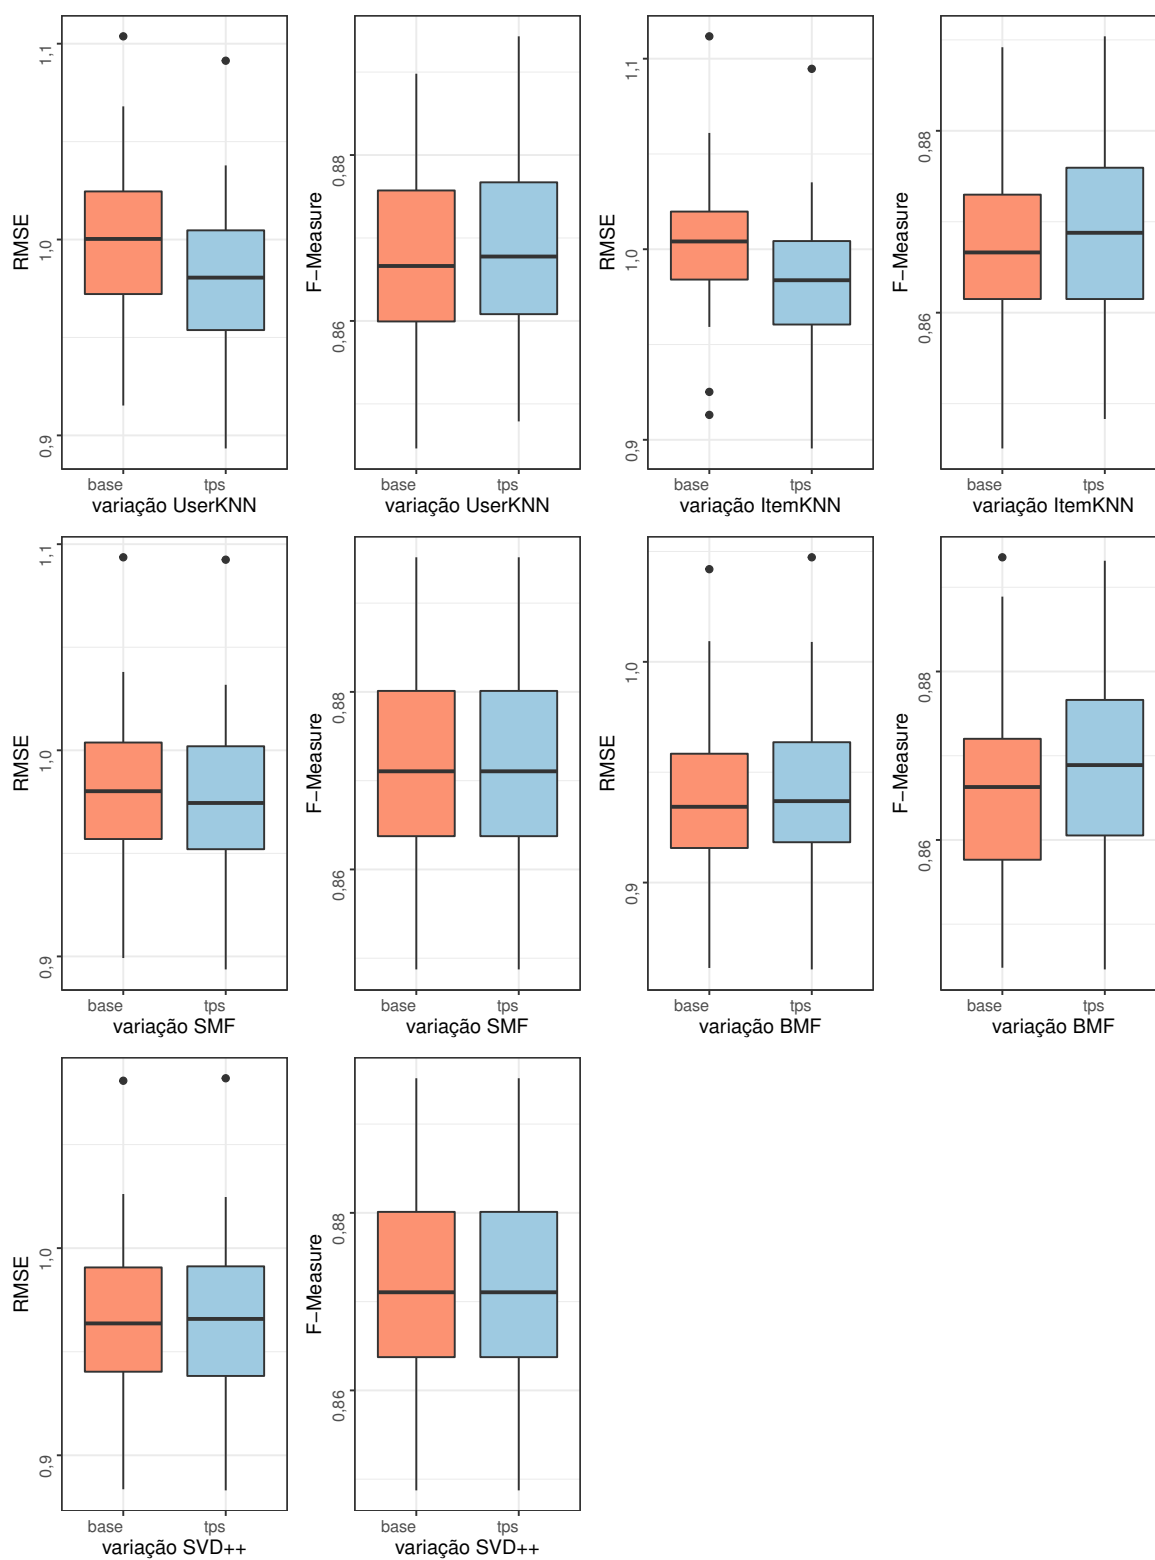 RMSE
1,1
1,0
0,9
base
tps
variação UserKNN
F−Measure
0,88
0,86
base
tps
variação UserKNN
RMSE
1,1
1,0
0,9
base
tps
variação ItemKNN
F−Measure
0,88
0,86
base
tps
variação ItemKNN
RMSE
1,1
1,0
0,9
base
tps
variação SMF
F−Measure
0,88
0,86
base
tps
variação SMF
RMSE
1,0
0,9
base
tps
variação BMF
F−Measure
0,88
0,86
base
tps
variação BMF
RMSE
1,0
0,9
base
tps
variação SVD++
F−Measure
0,88
0,86
base
tps
variação SVD++